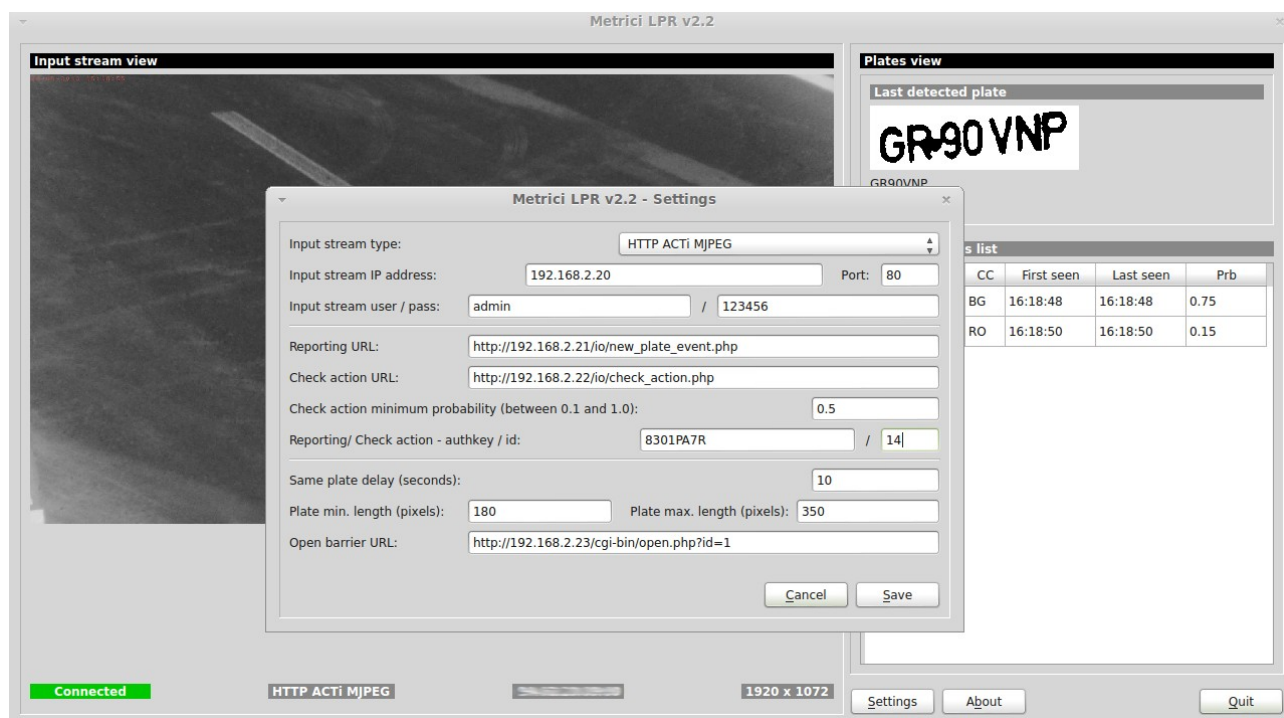 Metrici LPR v2.2
Input stream view
Plates view
Last detected plate
GR90VNP
GR90VNP
Metrici LPR v2.2 - Settings
Input stream type: HTTP ACTi MJPEG
s list
Input stream IP address: 192.168.2.20 Port: 80
CC First seen Last seen Prb
Input stream user / pass: admin / 123456
BG 16:18:48 16:18:48 0.75
RO 16:18:50 16:18:50 0.15
Reporting URL: http://192.168.2.21/io/new_plate_event.php
Check action URL: http://192.168.2.22/io/check_action.php
Check action minimum probability (between 0.1 and 1.0): 0.5
Reporting/ Check action - authkey / id: 8301PA7R / 14
Same plate delay (seconds): 10
Plate min. length (pixels): 180 Plate max. length (pixels): 350
Open barrier URL: http://192.168.2.23/cgi-bin/open.php?id=1
Cancel Save
Connected HTTP ACTi MJPEG 1920 x 1072
Settings About Quit